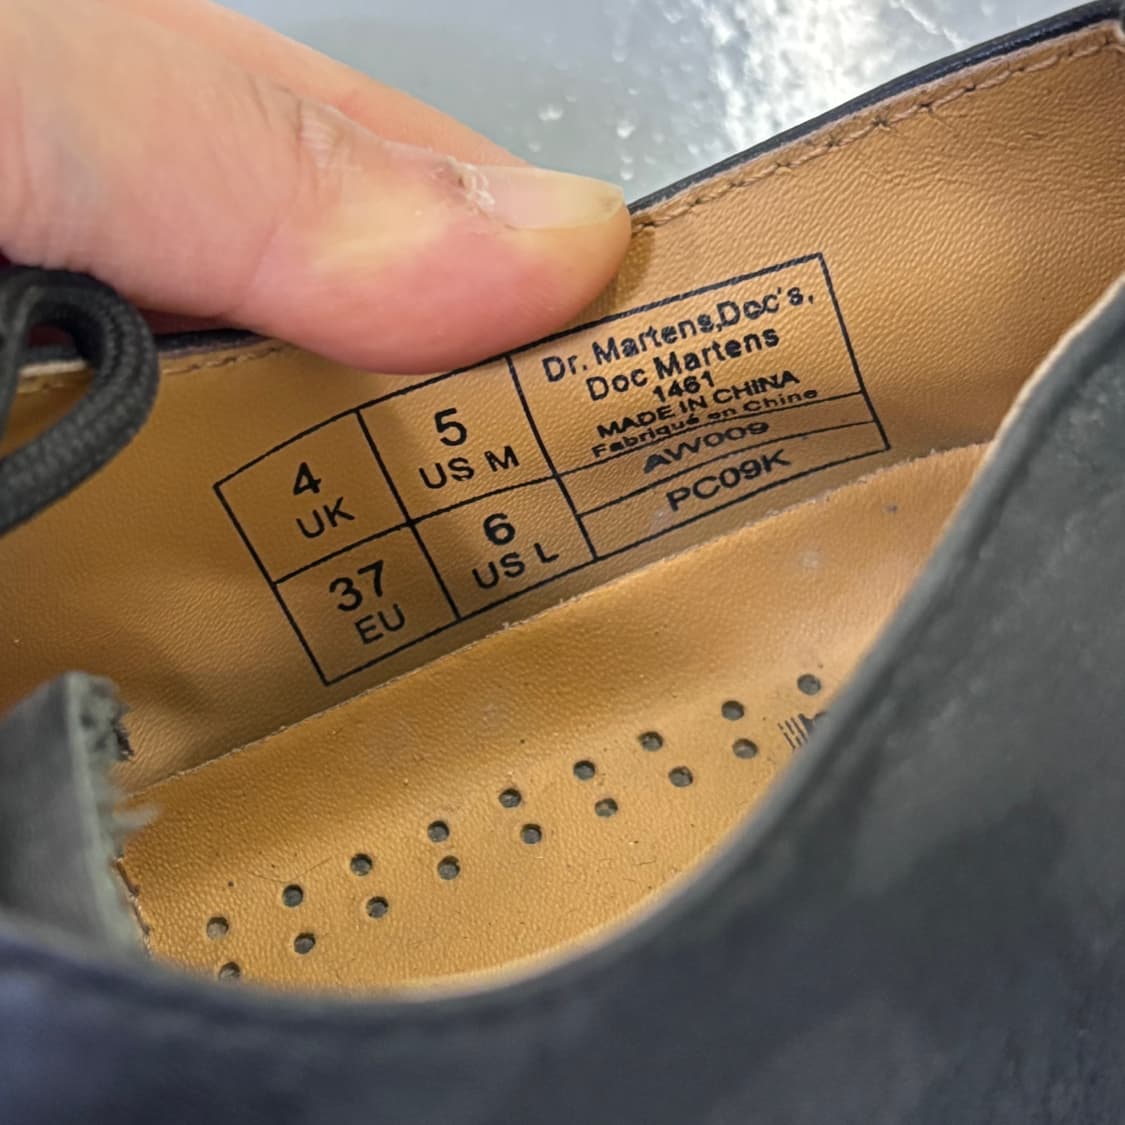 4
UK
5
US M
37
EU
6
US L
Dr. Martens,Doc's,
Doc Martens
1461
MADE IN CHINA
Fabriqué en Chine
AW009
PC09K